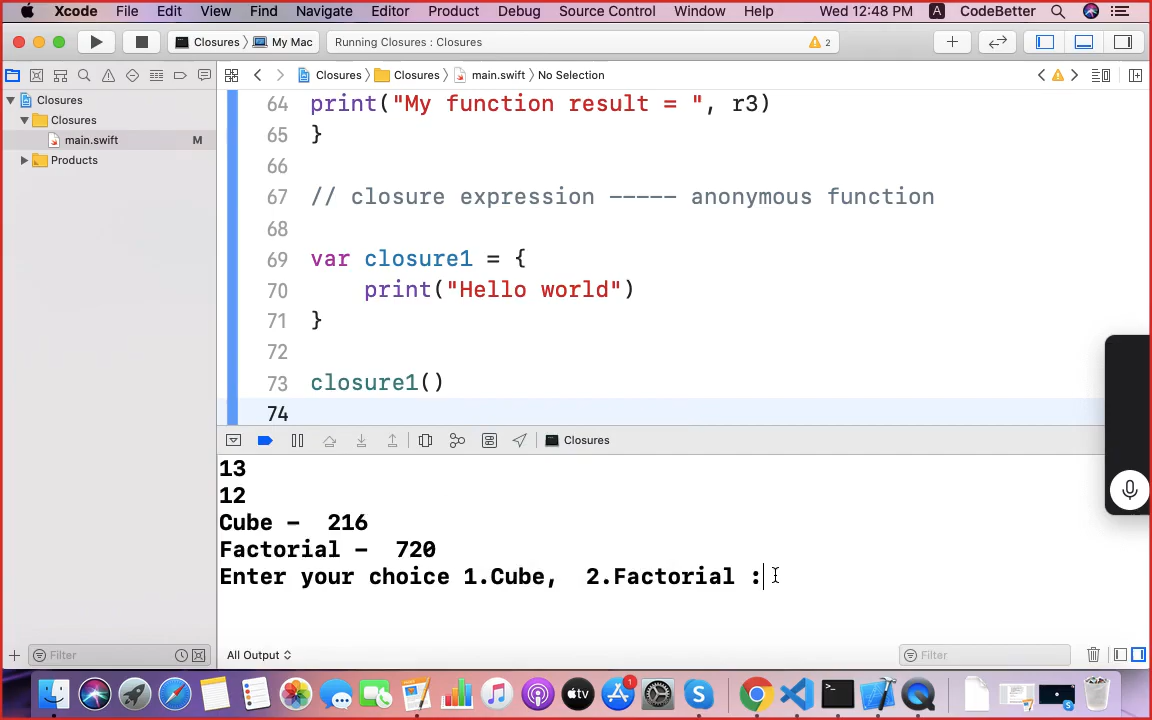 Xcode File Edit View Find Navigate Editor Product Debug Source Control Window Help Wed 12:48 PM A CodeBetter
Closures My Mac Running Closures : Closures 2
Closures Closures main.swift No Selection
Closures
Closures
main.swift M
Products
64 print("My function result = ", r3)
65 }
66
67 // closure expression ----- anonymous function
68
69 var closure1 = {
70 print("Hello world")
71 }
72
73 closure1()
74
Closures
13
12
Cube - 216
Factorial - 720
Enter your choice 1.Cube, 2.Factorial :
Filter All Output Filter
tv 1